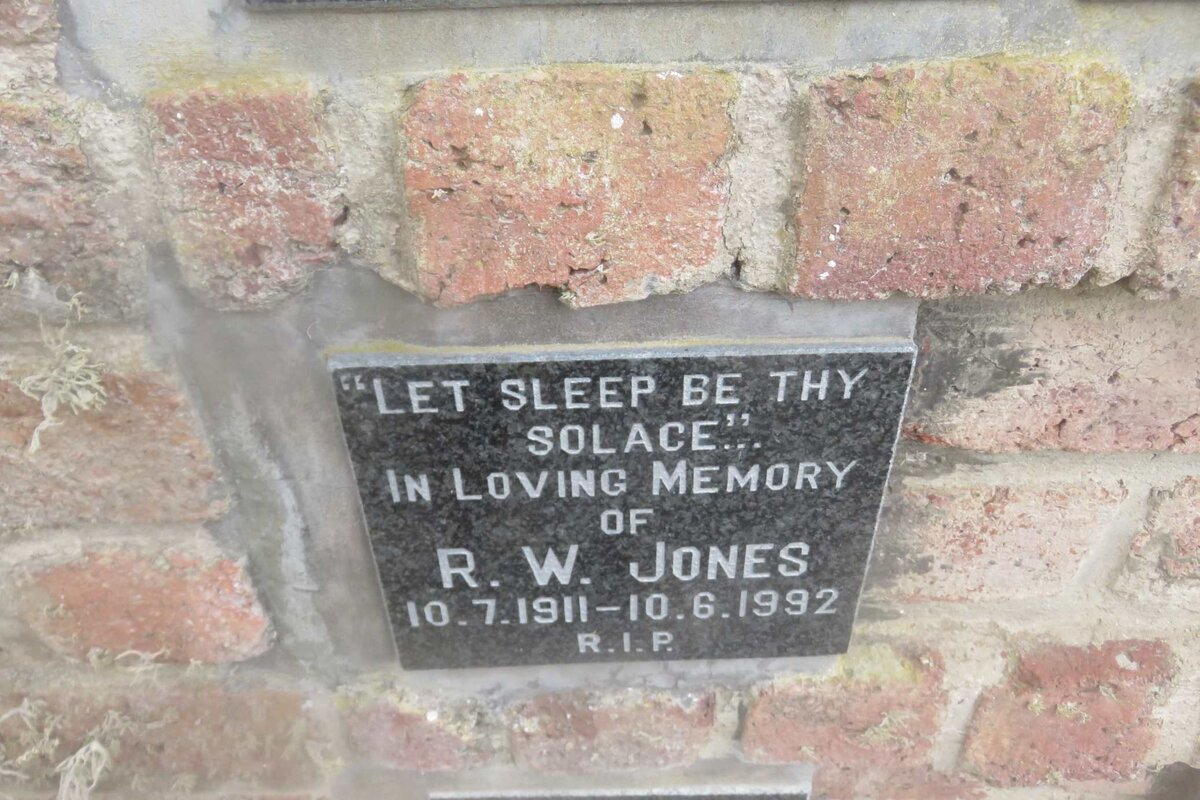 "LET SLEEP BE THY
SOLACE"...
IN LOVING MEMORY
OF
R. W. JONES
10.7.1911-10.6.1992
R.I.P.